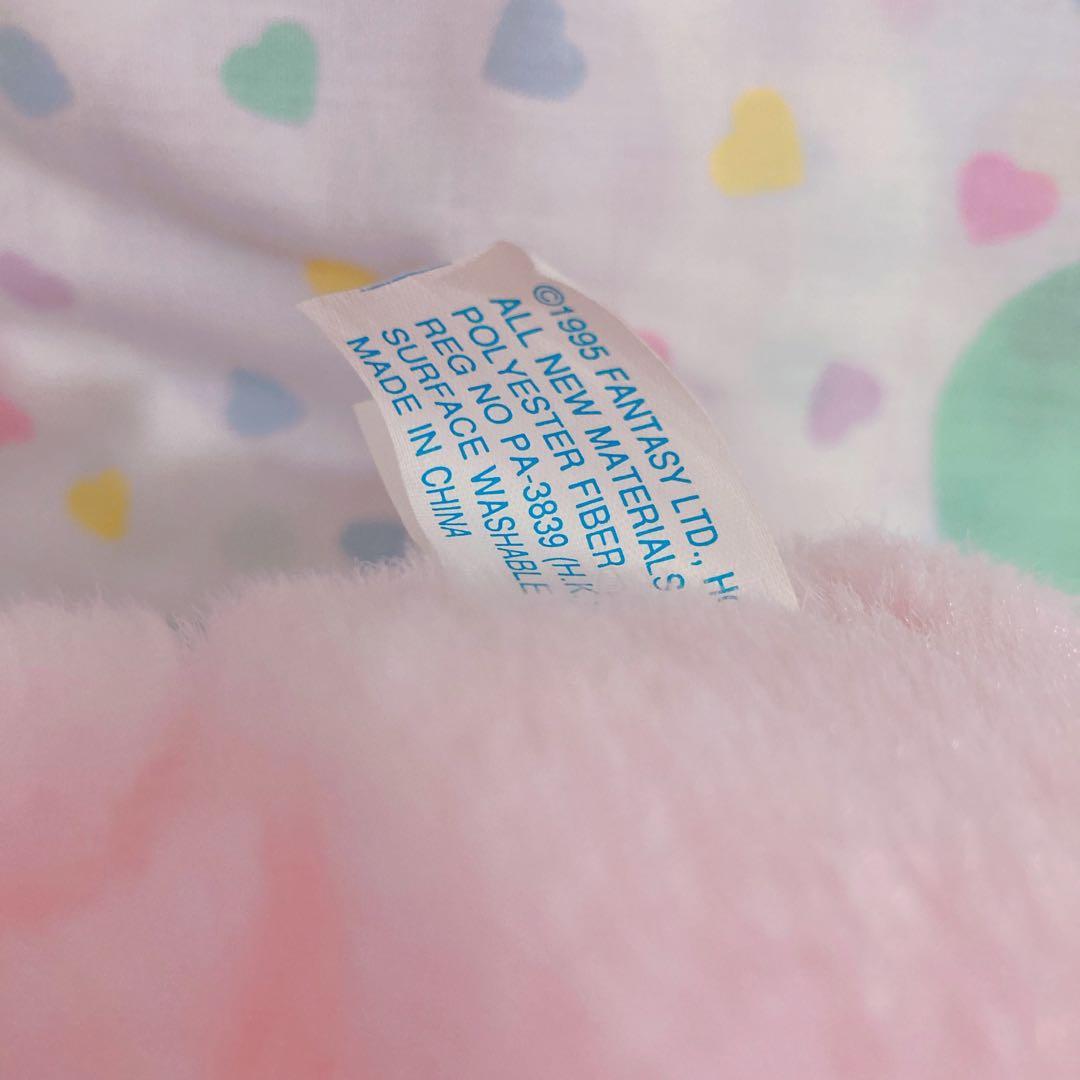 ©1995 FANTASY LTD.,
ALL NEW MATERIALS
POLYESTER FIBER
REG NO PA-3839 (H.K.
SURFACE WASHABLE
MADE IN CHINA